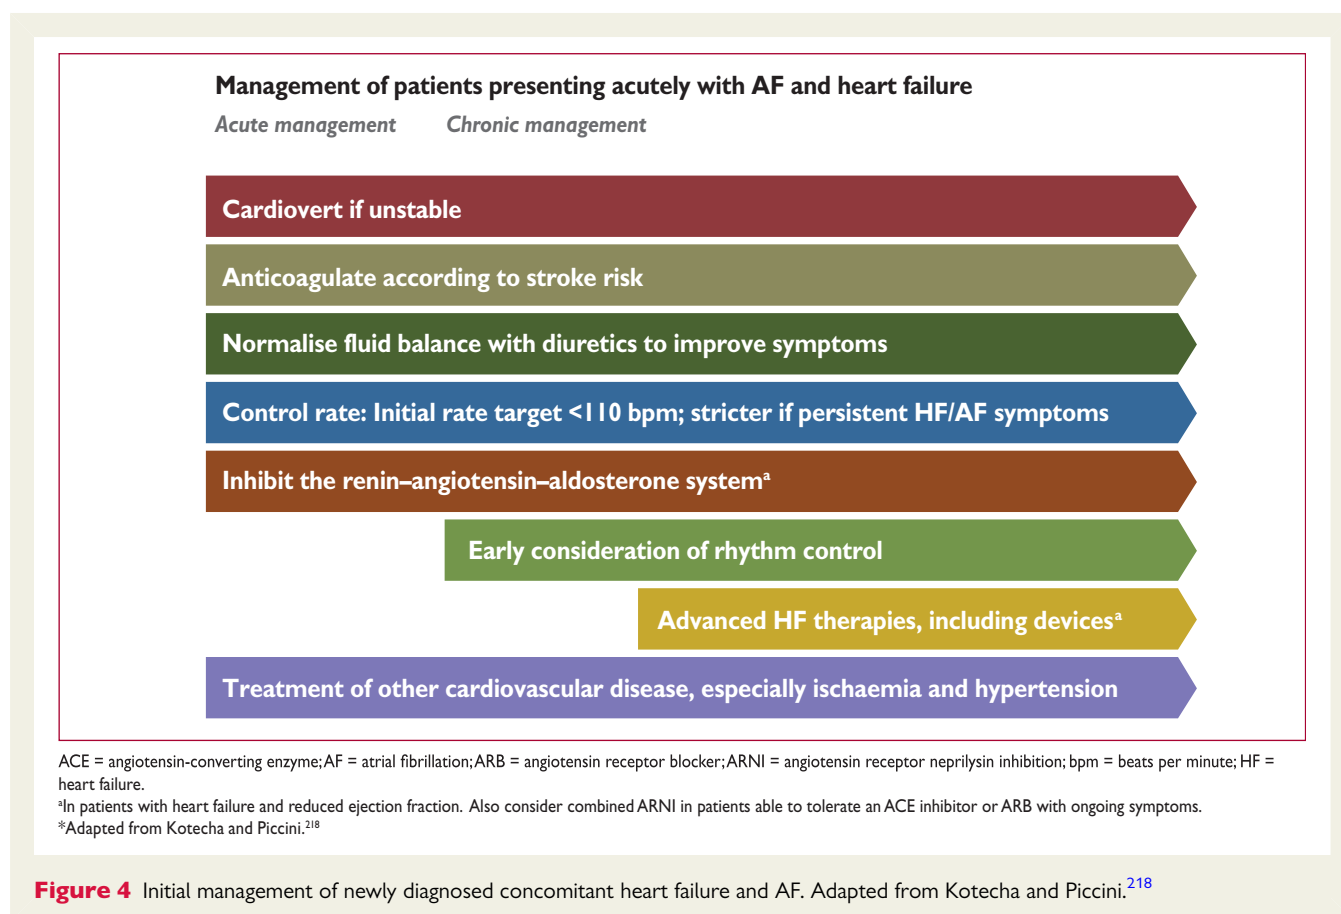 Management of patients presenting acutely with AF and heart failure
Acute management Chronic management
Cardiovert if unstable
Anticoagulate according to stroke risk
Normalise fluid balance with diuretics to improve symptoms
Control rate: Initial rate target <110 bpm; stricter if persistent HF/AF symptoms
Inhibit the renin–angiotensin–aldosterone systemᵃ
Early consideration of rhythm control
Advanced HF therapies, including devicesᵃ
Treatment of other cardiovascular disease, especially ischaemia and hypertension
ACE = angiotensin-converting enzyme; AF = atrial fibrillation; ARB = angiotensin receptor blocker; ARNI = angiotensin receptor neprilysin inhibition; bpm = beats per minute; HF =
heart failure.
ᵃIn patients with heart failure and reduced ejection fraction. Also consider combined ARNI in patients able to tolerate an ACE inhibitor or ARB with ongoing symptoms.
*Adapted from Kotecha and Piccini.²¹⁸
Figure 4 Initial management of newly diagnosed concomitant heart failure and AF. Adapted from Kotecha and Piccini.²¹⁸